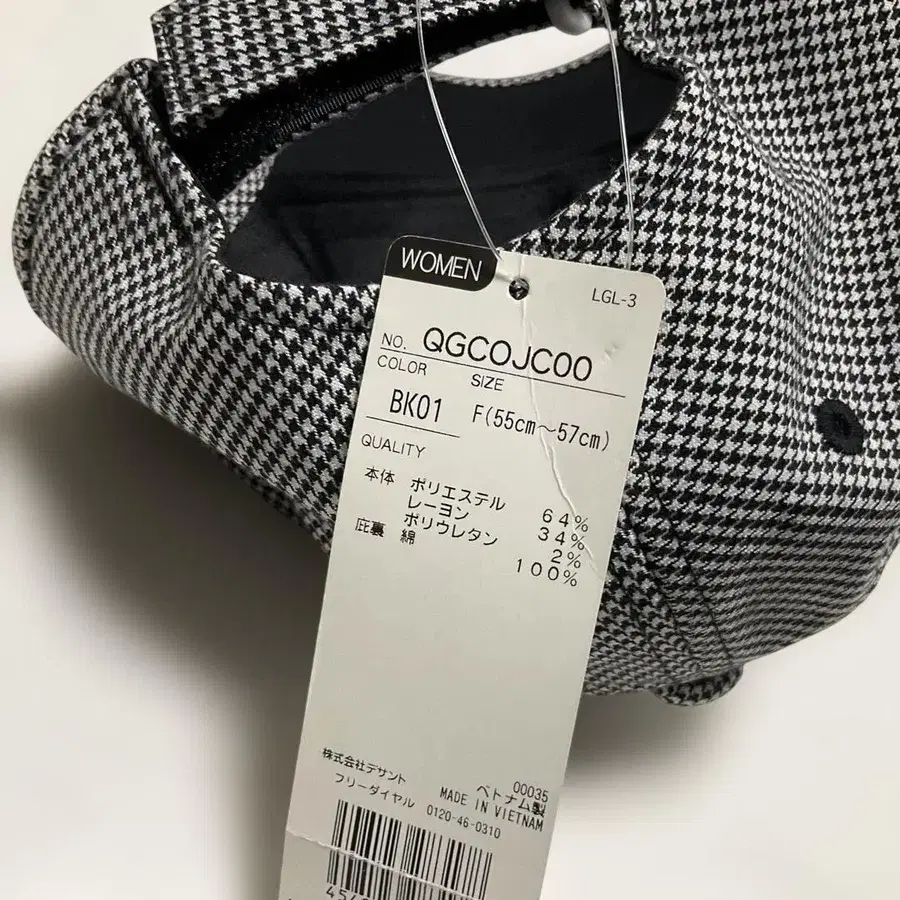 WOMEN
LGL-3
NO. QGCOJC00
COLOR SIZE
BK01 F(55cm～57cm)
QUALITY
本体 ポリエステル 64%
レーヨン 34%
ポリウレタン 2%
庇裏 綿 100%
00035
株式会社デサント ベトナム製
フリーダイヤル 0120-46-0310 MADE IN VIETNAM